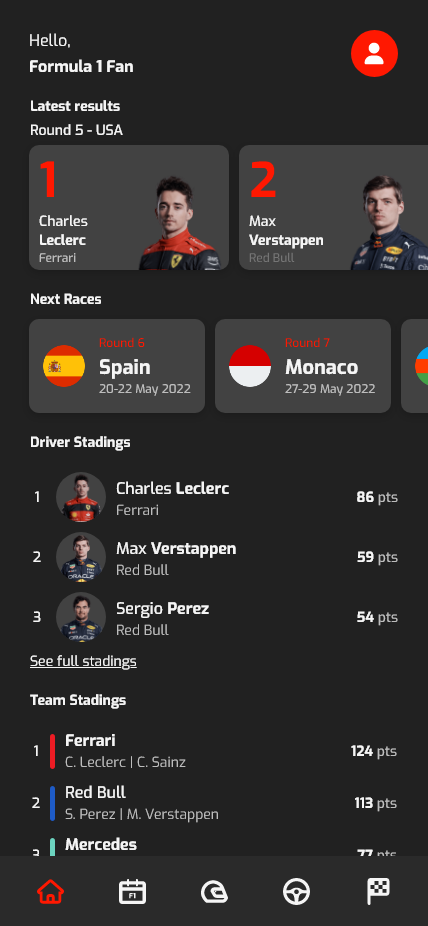 Hello,
Formula 1 Fan
Latest results
Round 5 - USA
1
Charles
Leclerc
Ferrari
2
Max
Verstappen
Red Bull
Next Races
Round 6
Spain
20-22 May 2022
Round 7
Monaco
27-29 May 2022
Driver Stadings
1 Charles Leclerc 86 pts
Ferrari
2 Max Verstappen 59 pts
Red Bull
3 Sergio Perez 54 pts
Red Bull
See full stadings
Team Stadings
1 Ferrari 124 pts
C. Leclerc | C. Sainz
2 Red Bull 113 pts
S. Perez | M. Verstappen
3 Mercedes 77 pts
F1